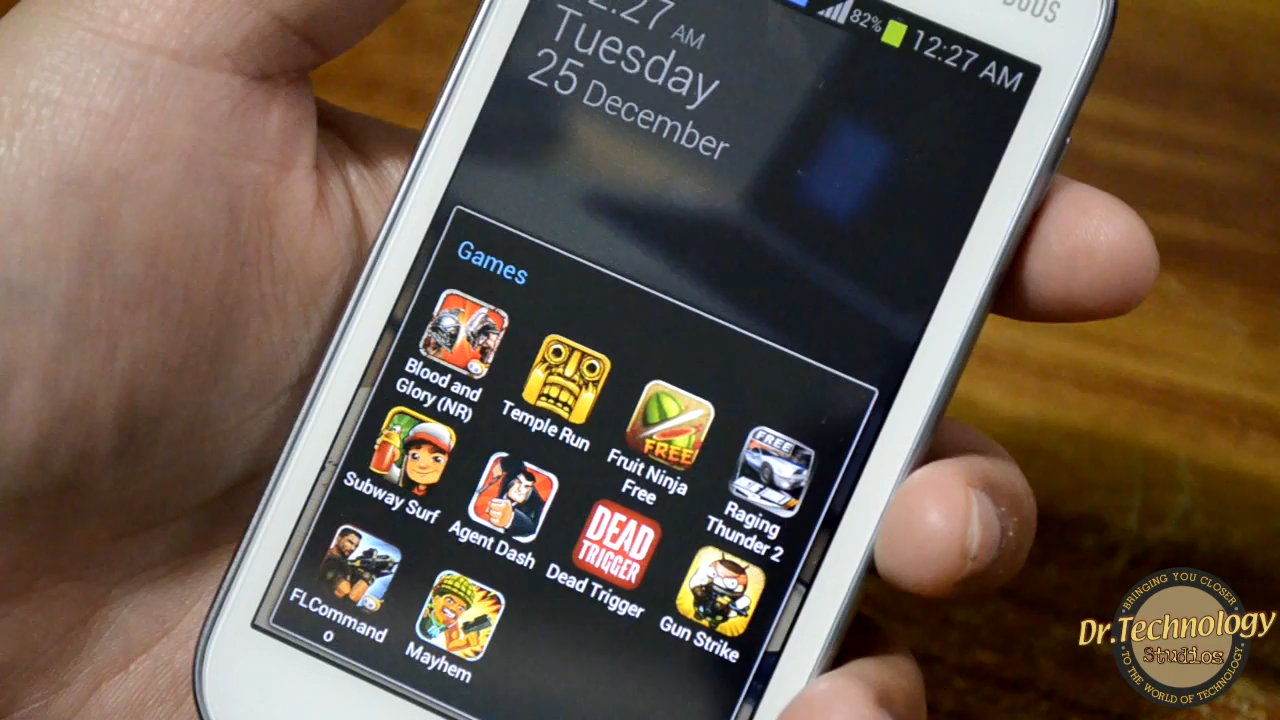 DUOS
82% 12:27 AM
12:27 AM
Tuesday
25 December
Games
Blood and
Glory (NR)
Temple Run
FREE
Fruit Ninja
Free
FREE
Raging
Thunder 2
Subway Surf
Agent Dash
DEAD
TRIGGER
Dead Trigger
Gun Strike
FLCommand
o
Mayhem
BRINGING YOU CLOSER
Dr.Technology
Studios
TO THE WORLD OF TECHNOLOGY